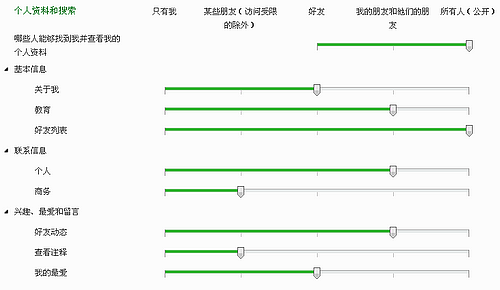 个人资料和搜索 只有我 某些朋友（访问受限的除外） 好友 我的朋友和他们的朋友 所有人（公开）
哪些人能够找到我并查看我的
个人资料
基本信息
关于我
教育
好友列表
联系信息
个人
商务
兴趣、最爱和留言
好友动态
查看注释
我的最爱